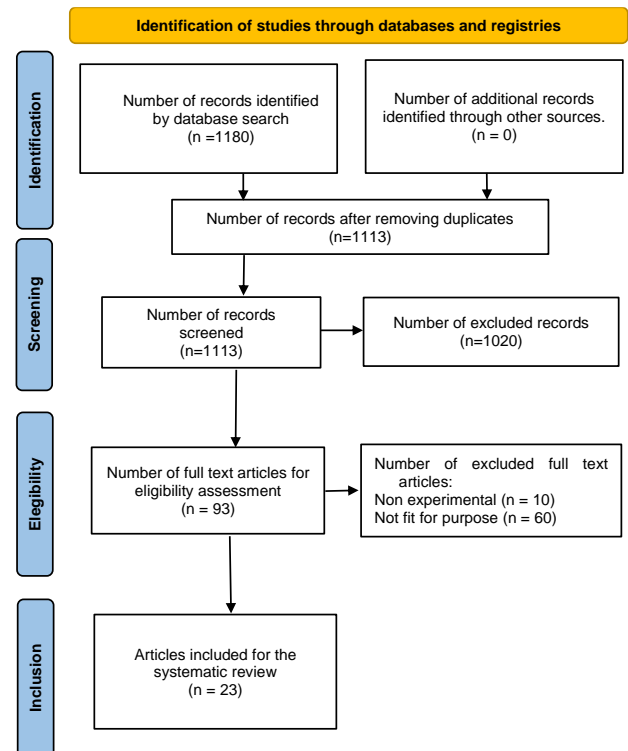 Identification of studies through databases and registries
Identification
Number of records identified
by database search
(n =1180)
Number of additional records
identified through other sources.
(n = 0)
Number of records after removing duplicates
(n=1113)
Screening
Number of records
screened
(n=1113)
Number of excluded records
(n=1020)
Elegibility
Number of full text articles for
eligibility assessment
(n = 93)
Number of excluded full text
articles:
Non experimental (n = 10)
Not fit for purpose (n = 60)
Inclusion
Articles included for the
systematic review
(n = 23)